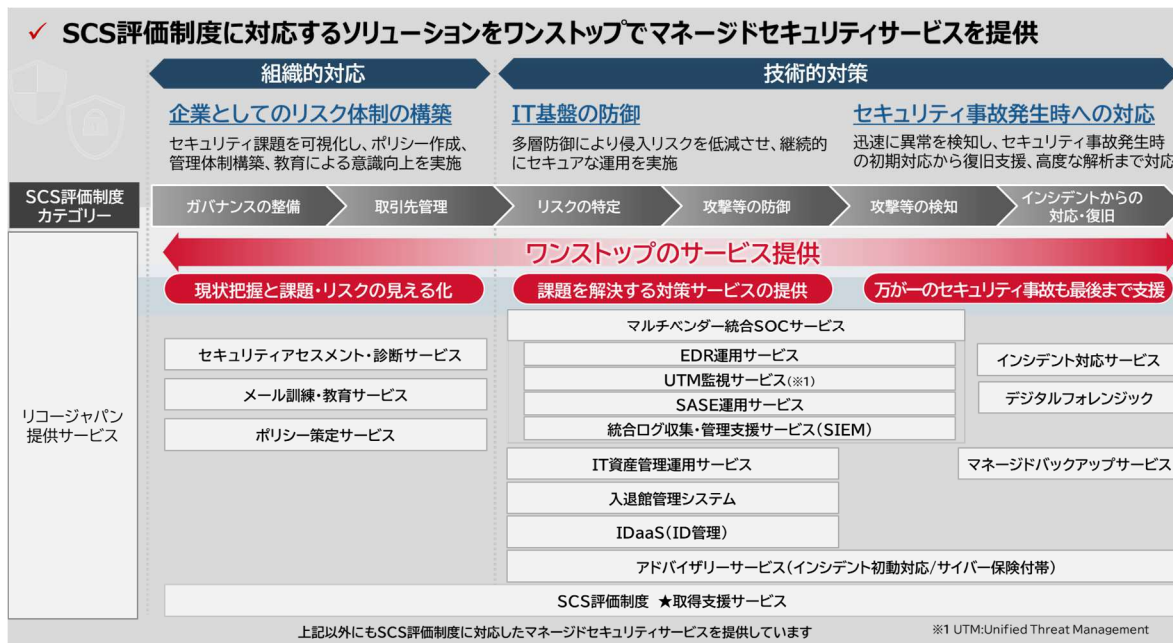 ✓ SCS評価制度に対応するソリューションをワンストップでマネージドセキュリティサービスを提供
組織的対応
技術的対策
企業としてのリスク体制の構築
セキュリティ課題を可視化し、ポリシー作成、
管理体制構築、教育による意識向上を実施
IT基盤の防御
多層防御により侵入リスクを低減させ、継続的
にセキュアな運用を実施
セキュリティ事故発生時への対応
迅速に異常を検知し、セキュリティ事故発生時
の初期対応から復旧支援、高度な解析まで対応
SCS評価制度
カテゴリー
ガバナンスの整備
取引先管理
リスクの特定
攻撃等の防御
攻撃等の検知
インシデントからの
対応・復旧
ワンストップのサービス提供
現状把握と課題・リスクの見える化
課題を解決する対策サービスの提供
万が一のセキュリティ事故も最後まで支援
リコージャパン
提供サービス
セキュリティアセスメント・診断サービス
メール訓練・教育サービス
ポリシー策定サービス
マルチベンダー統合SOCサービス
EDR運用サービス
UTM監視サービス(※1)
SASE運用サービス
統合ログ収集・管理支援サービス(SIEM)
インシデント対応サービス
デジタルフォレンジック
IT資産管理運用サービス
マネージドバックアップサービス
入退館管理システム
IDaaS(ID管理)
アドバイザリーサービス(インシデント初動対応/サイバー保険付帯)
SCS評価制度 ★取得支援サービス
上記以外にもSCS評価制度に対応したマネージドセキュリティサービスを提供しています
※1 UTM:Unified Threat Management